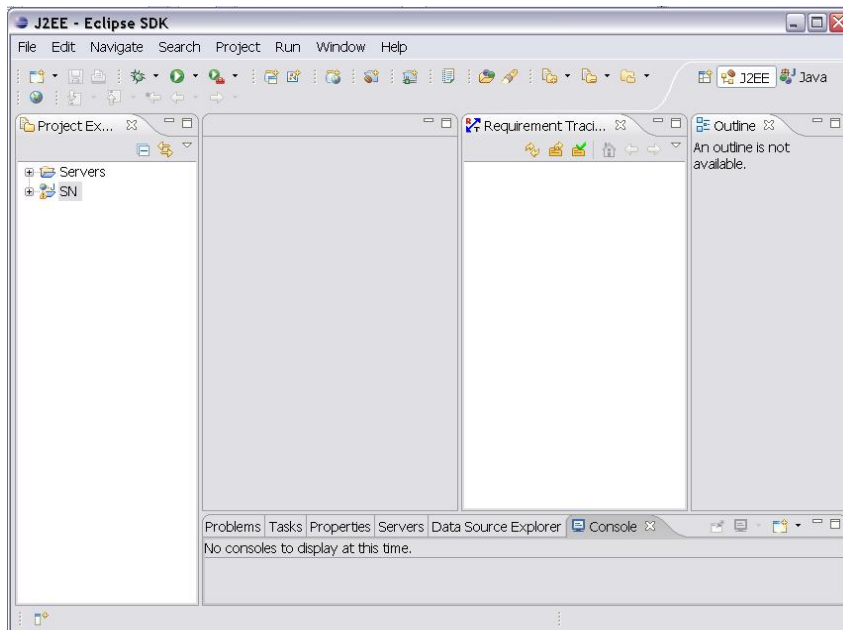 J2EE - Eclipse SDK
File Edit Navigate Search Project Run Window Help
J2EE Java
Project Ex...
Requirement Traci...
Outline
An outline is not
available.
Servers
SN
Problems Tasks Properties Servers Data Source Explorer Console
No consoles to display at this time.